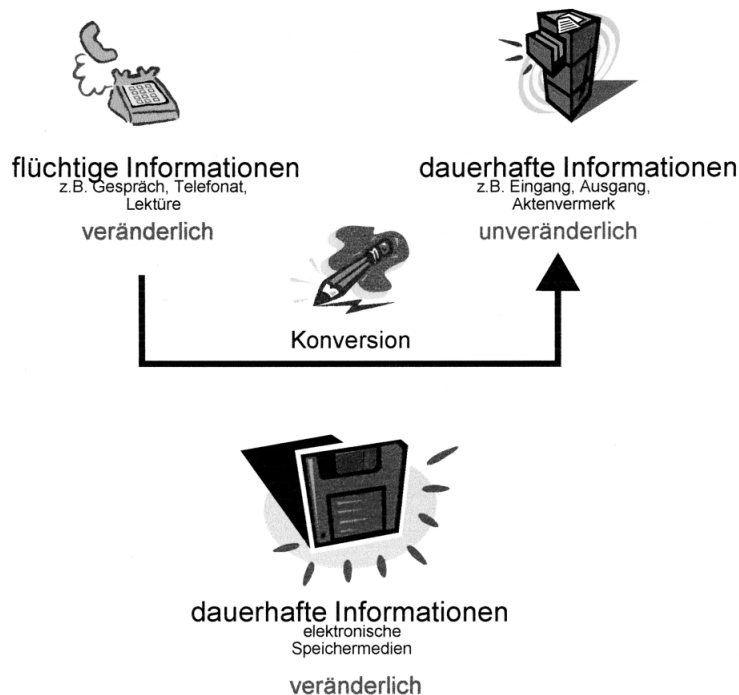 flüchtige Informationen
z.B. Gespräch, Telefonat,
Lektüre
veränderlich
dauerhafte Informationen
z.B. Eingang, Ausgang,
Aktenvermerk
unveränderlich
Konversion
dauerhafte Informationen
elektronische
Speichermedien
veränderlich